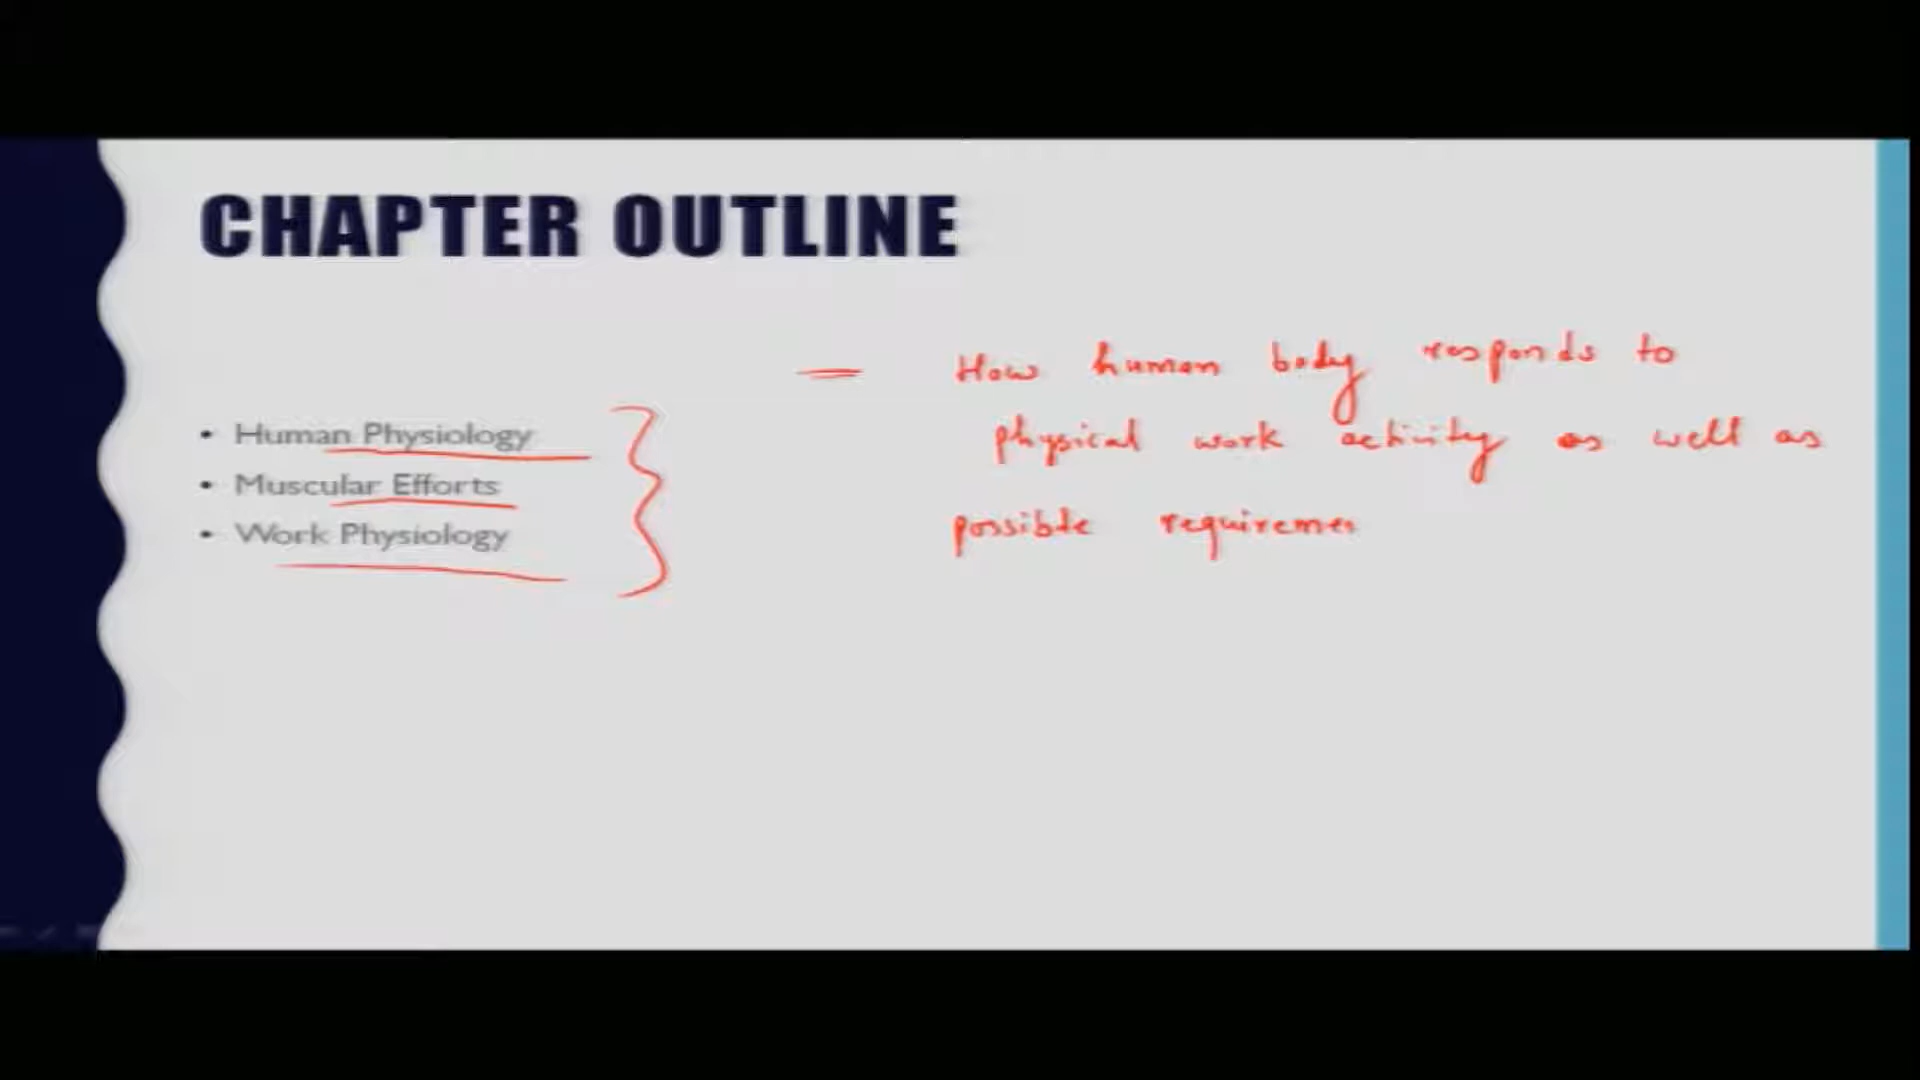 CHAPTER OUTLINE
• Human Physiology
• Muscular Efforts
• Work Physiology
= How human body responds to
physical work activity as well as
possible requiremen